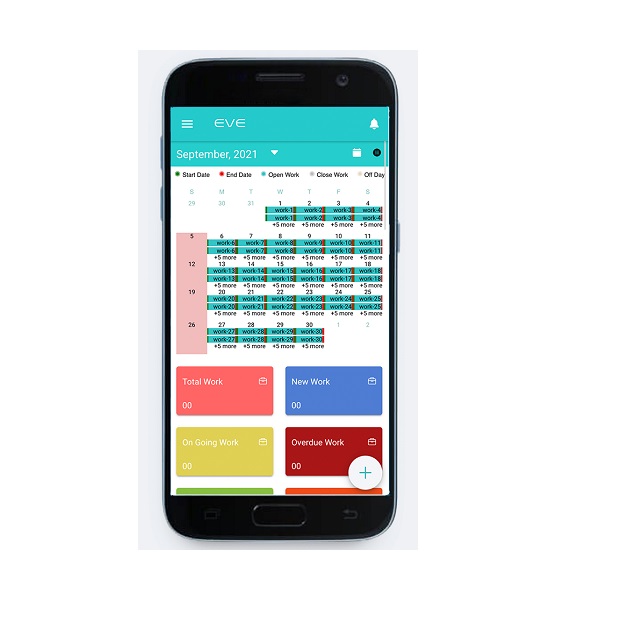 EVE
September, 2021
Start Date End Date Open Work Close Work Off Day
S M T W T F S
29 30 31 1 2 3 4
work-1 work-2 work-3 work-4
work-1 work-2 work-3 work-4
+5 more +5 more +5 more +5 more
5 6 7 8 9 10 11
work-6 work-7 work-8 work-9 work-10 work-11
work-6 work-7 work-8 work-9 work-10 work-11
+5 more +5 more +5 more +5 more +5 more +5 more
12 13 14 15 16 17 18
work-13 work-14 work-15 work-16 work-17 work-18
work-13 work-14 work-15 work-16 work-17 work-18
+5 more +5 more +5 more +5 more +5 more +5 more
19 20 21 22 23 24 25
work-20 work-21 work-22 work-23 work-24 work-25
work-20 work-21 work-22 work-23 work-24 work-25
+5 more +5 more +5 more +5 more +5 more +5 more
26 27 28 29 30 1 2
work-27 work-28 work-29 work-30
work-27 work-28 work-29 work-30
+5 more +5 more +5 more +5 more
Total Work New Work
00 00
On Going Work Overdue Work
00 00